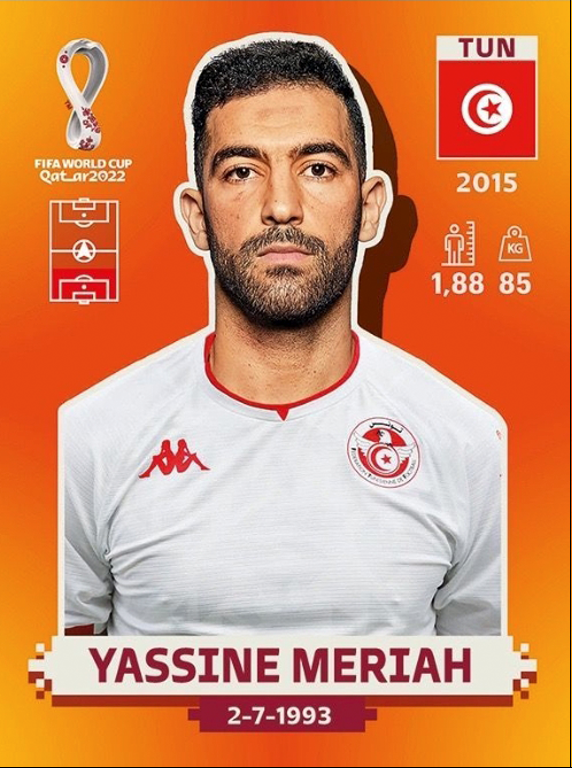 FIFA WORLD CUP
Qatar2022
TUN
2015
KG
1,88 85
YASSINE MERIAH
2-7-1993